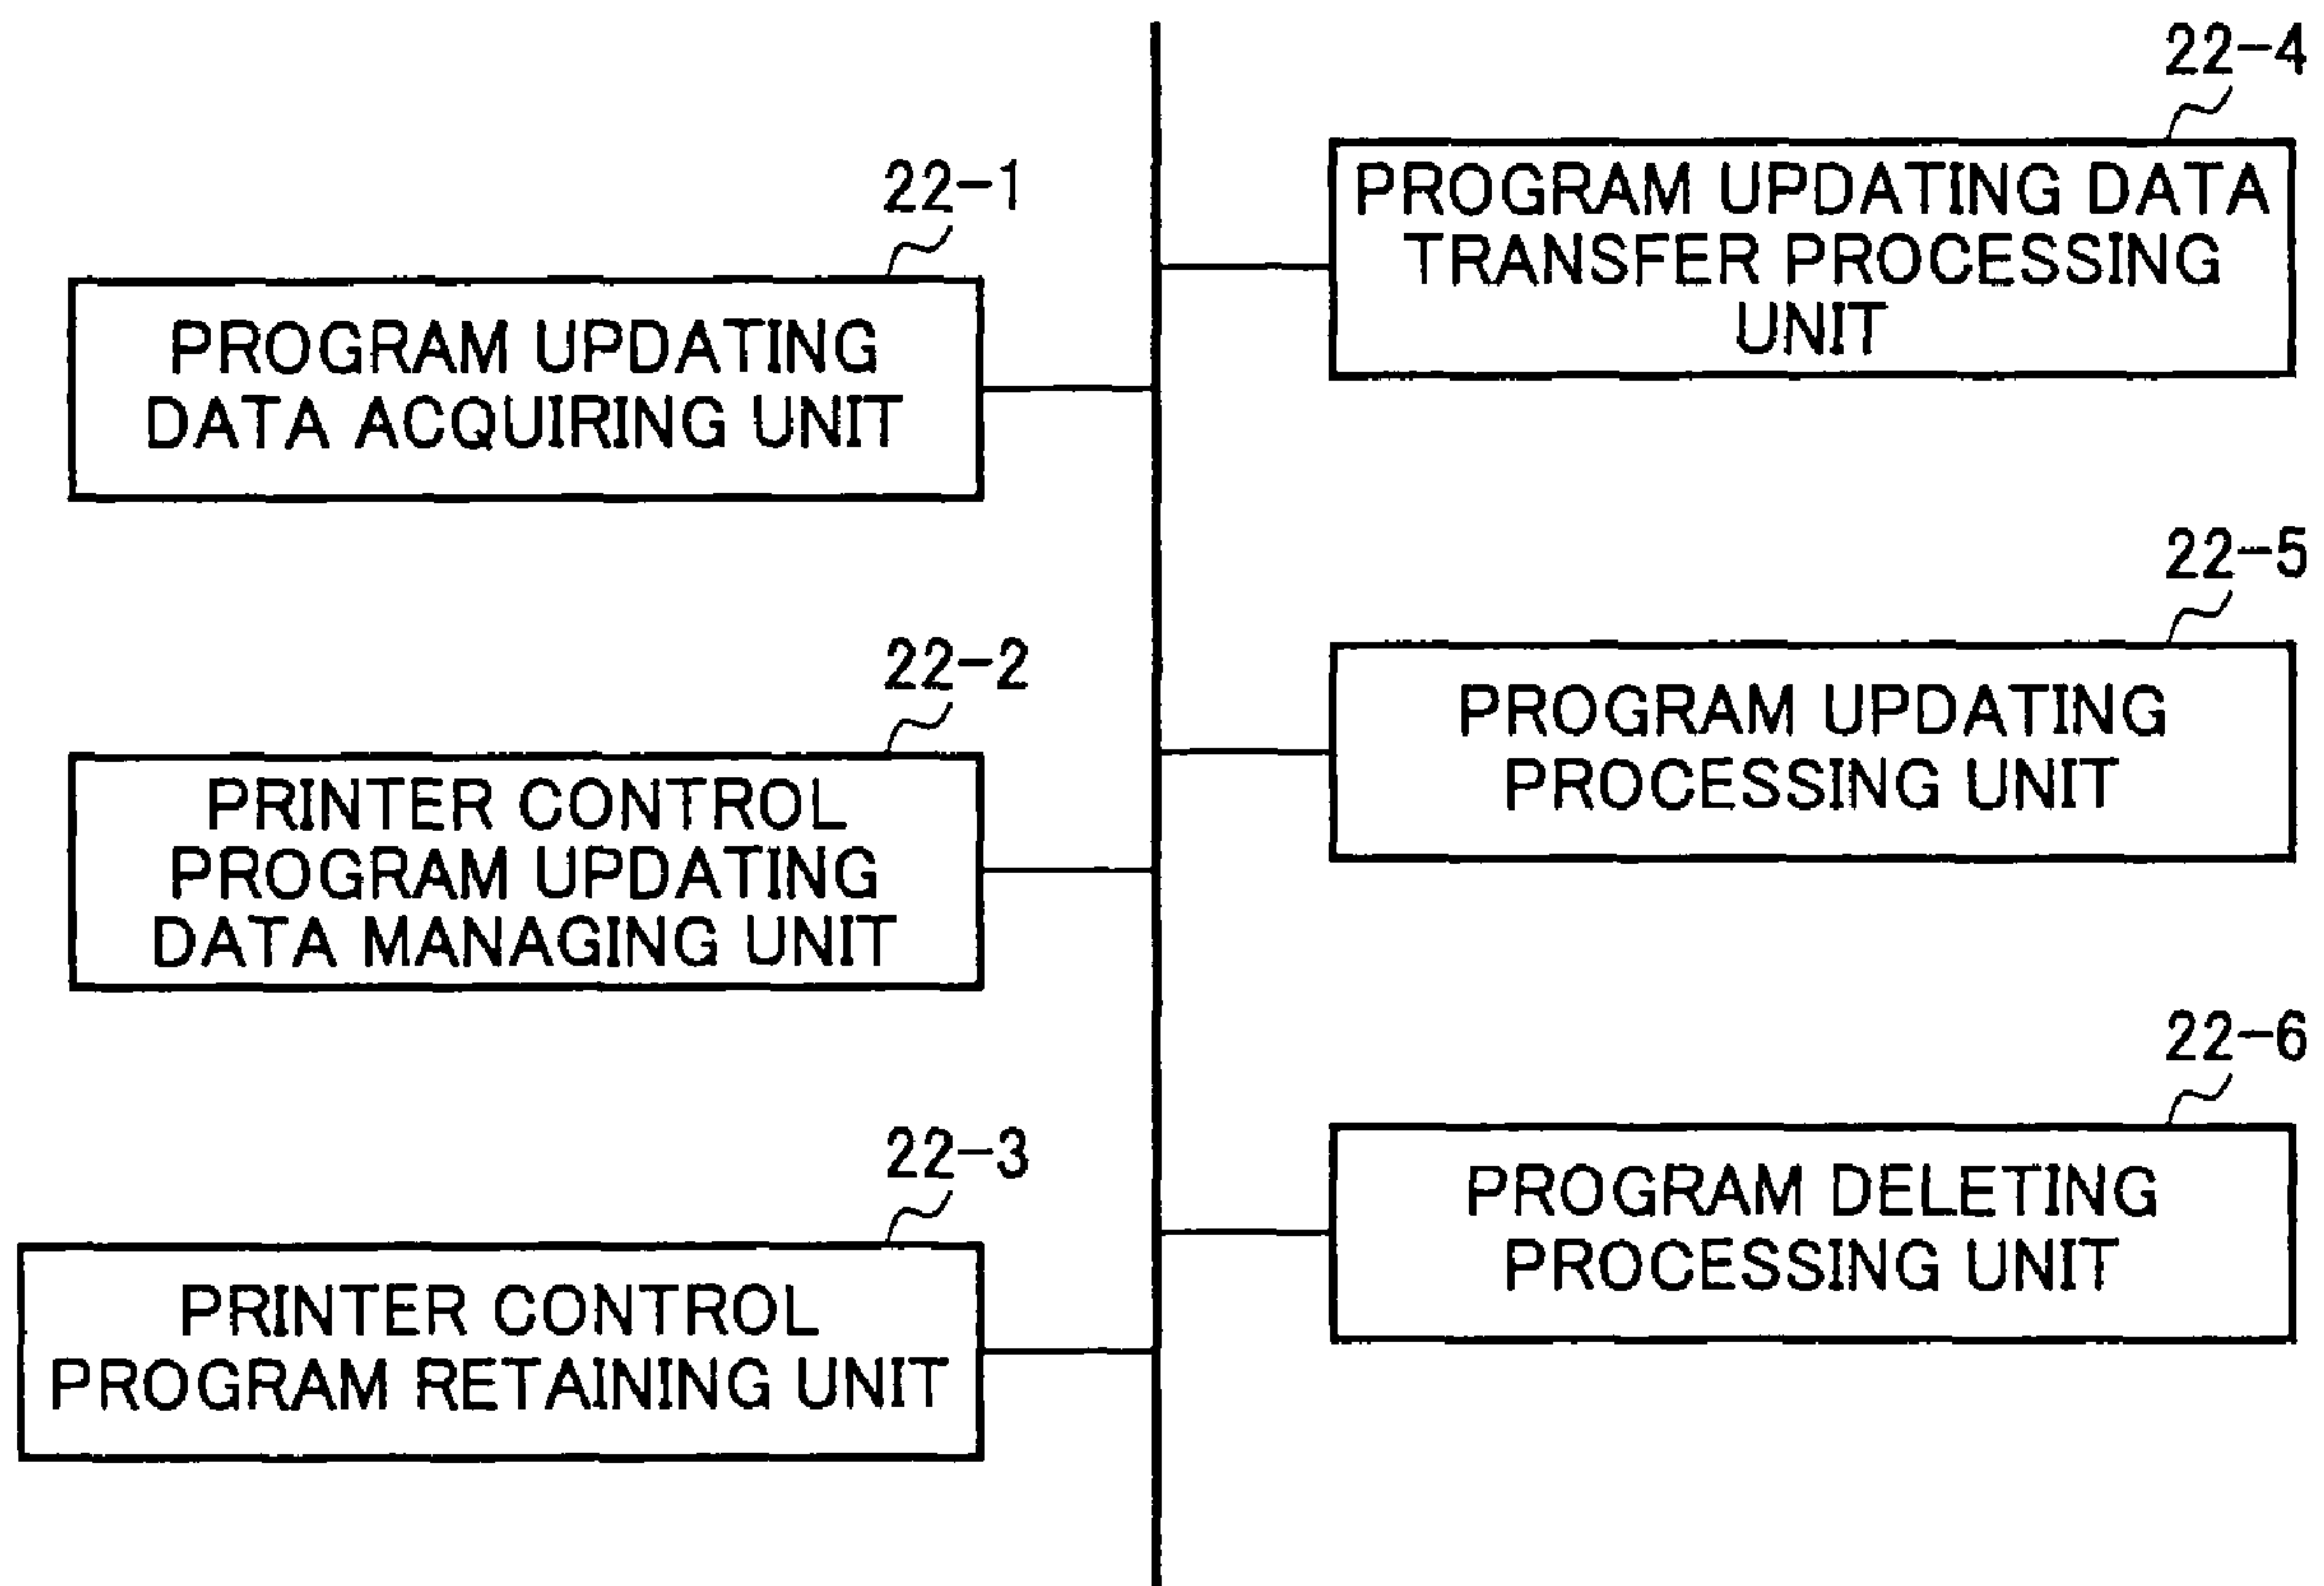 22-1
PROGRAM UPDATING
DATA ACQUIRING UNIT
22-2
PRINTER CONTROL
PROGRAM UPDATING
DATA MANAGING UNIT
22-3
PRINTER CONTROL
PROGRAM RETAINING UNIT
22-4
PROGRAM UPDATING DATA
TRANSFER PROCESSING
UNIT
22-5
PROGRAM UPDATING
PROCESSING UNIT
22-6
PROGRAM DELETING
PROCESSING UNIT